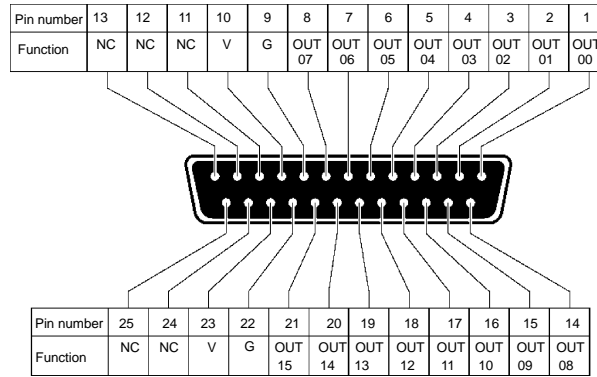 Pin number 13 12 11 10 9 8 7 6 5 4 3 2 1
Function NC NC NC V G OUT 07 OUT 06 OUT 05 OUT 04 OUT 03 OUT 02 OUT 01 OUT 00
Pin number 25 24 23 22 21 20 19 18 17 16 15 14
Function NC NC V G OUT 15 OUT 14 OUT 13 OUT 12 OUT 11 OUT 10 OUT 09 OUT 08